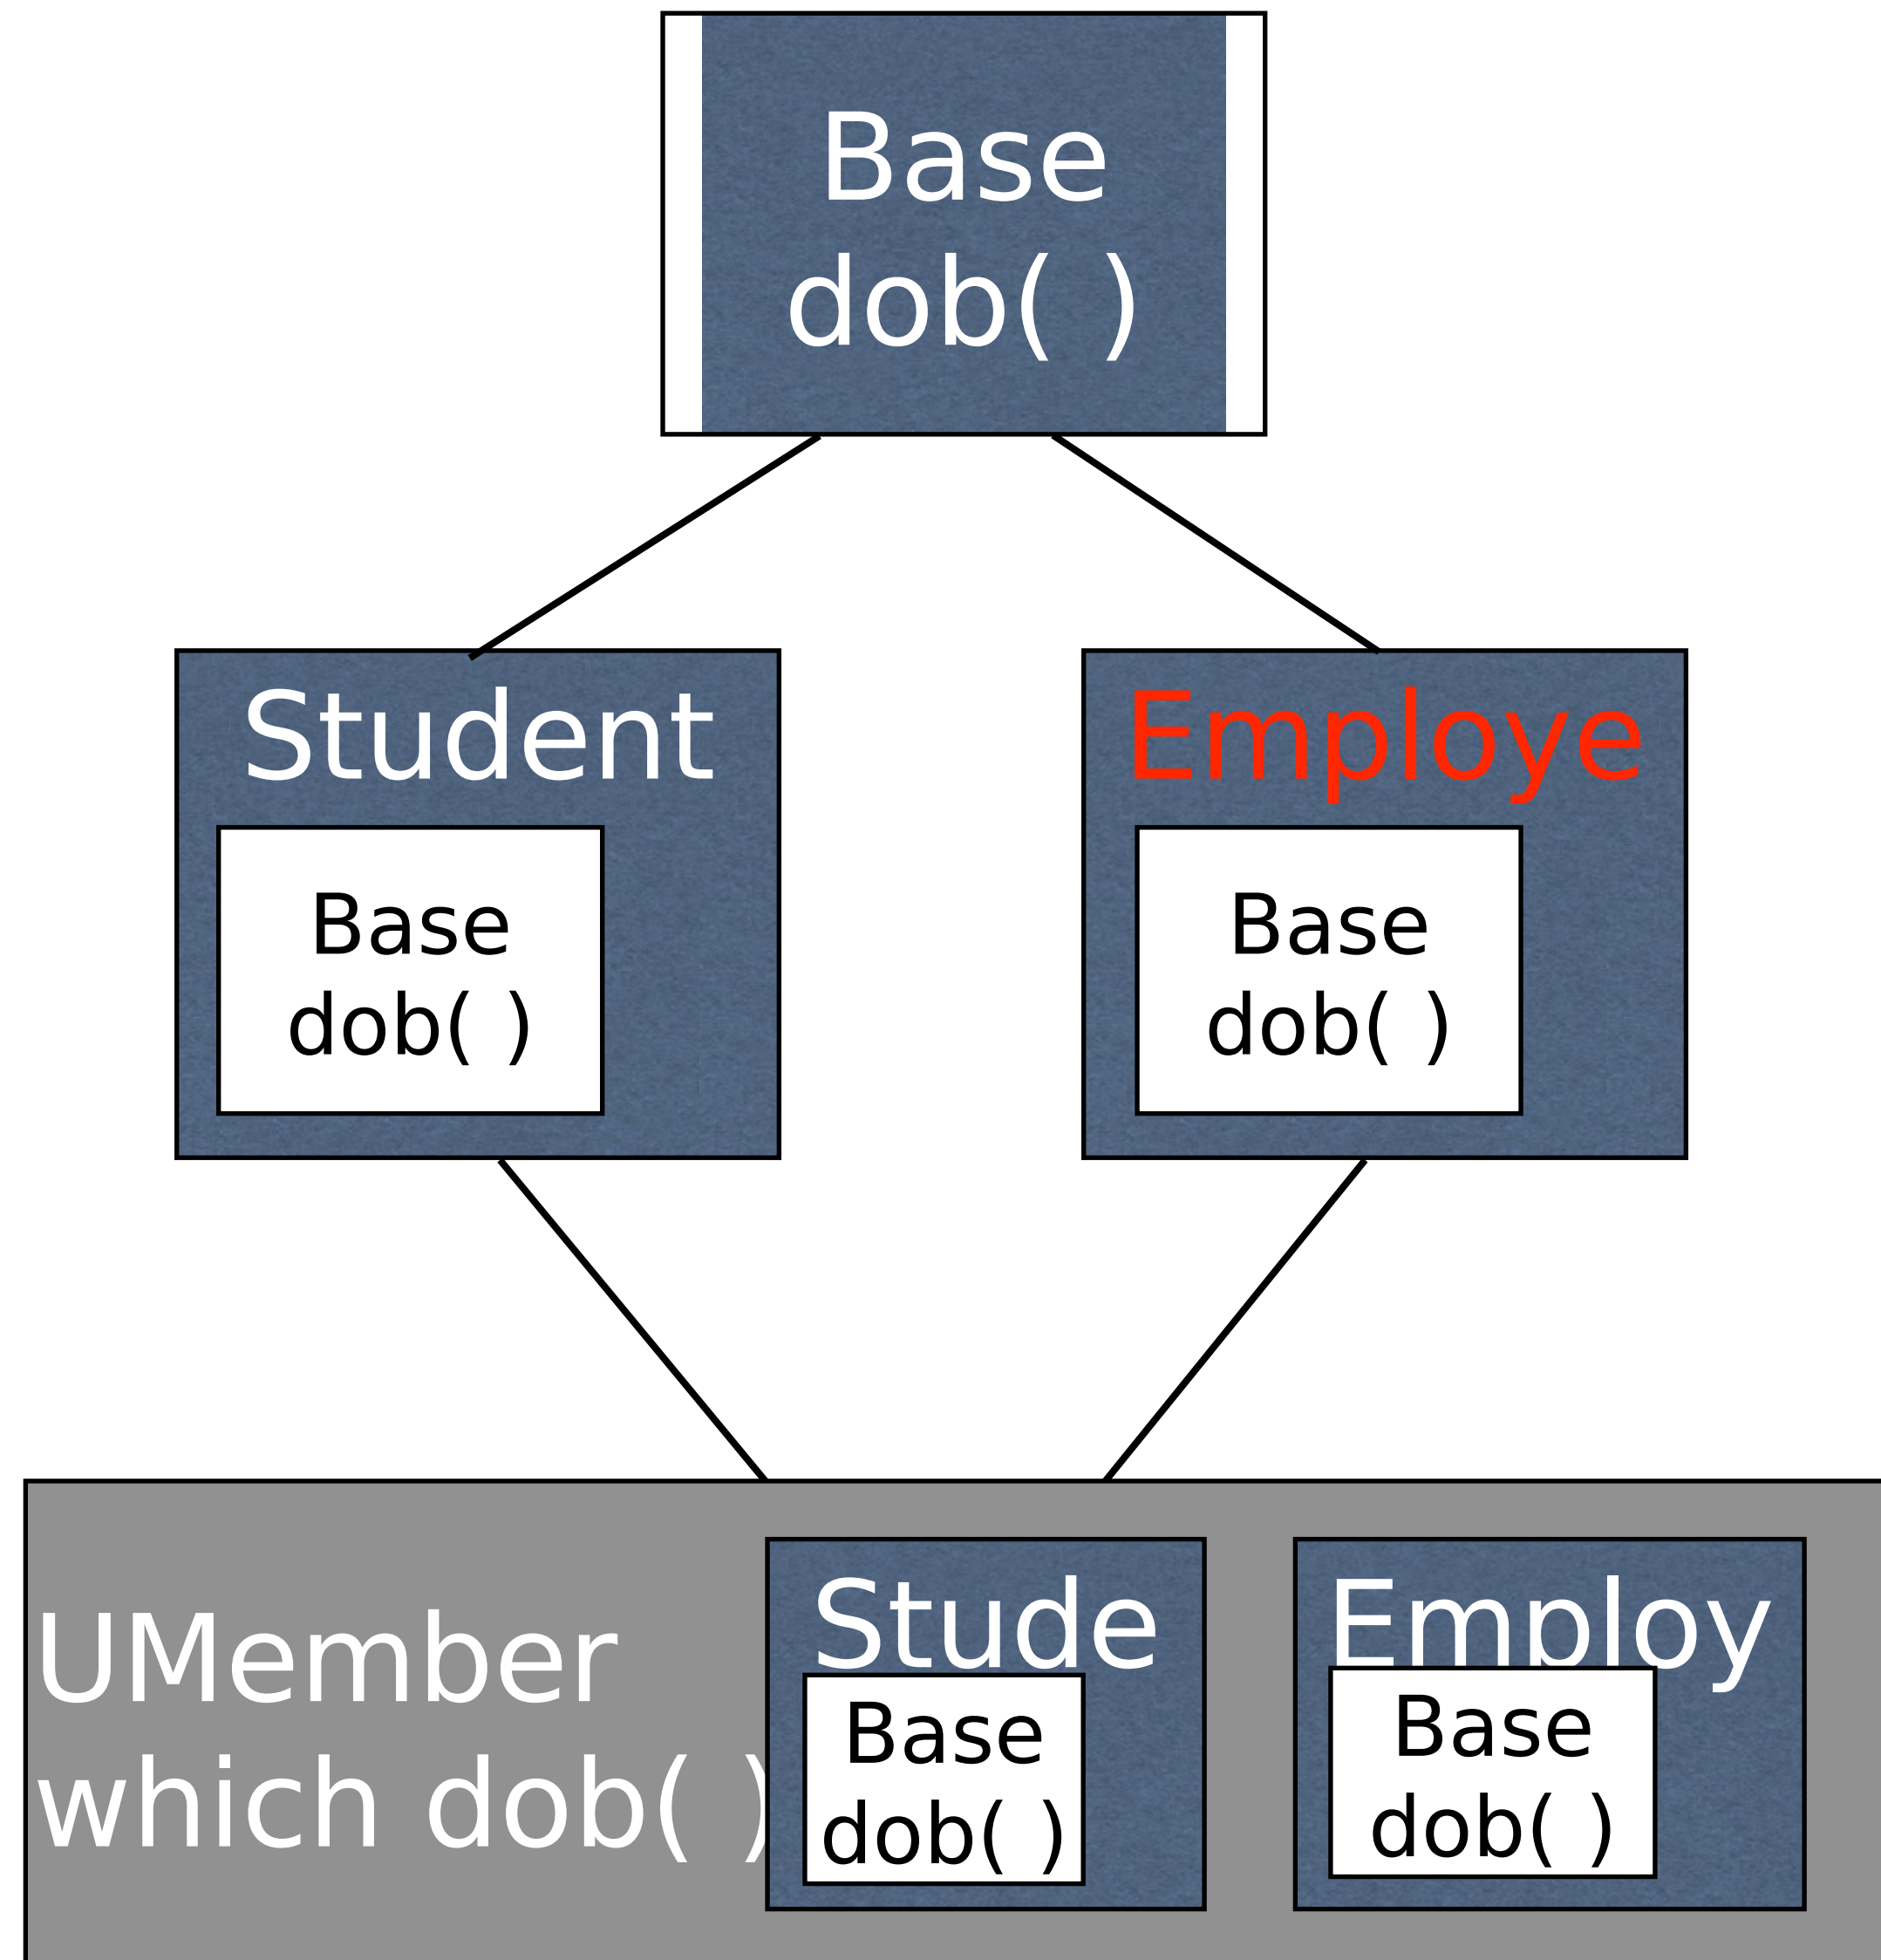 Base
dob( )
Student
Base
dob( )
Employe
Base
dob( )
UMember
which dob( )
Stude
Base
dob( )
Employ
Base
dob( )